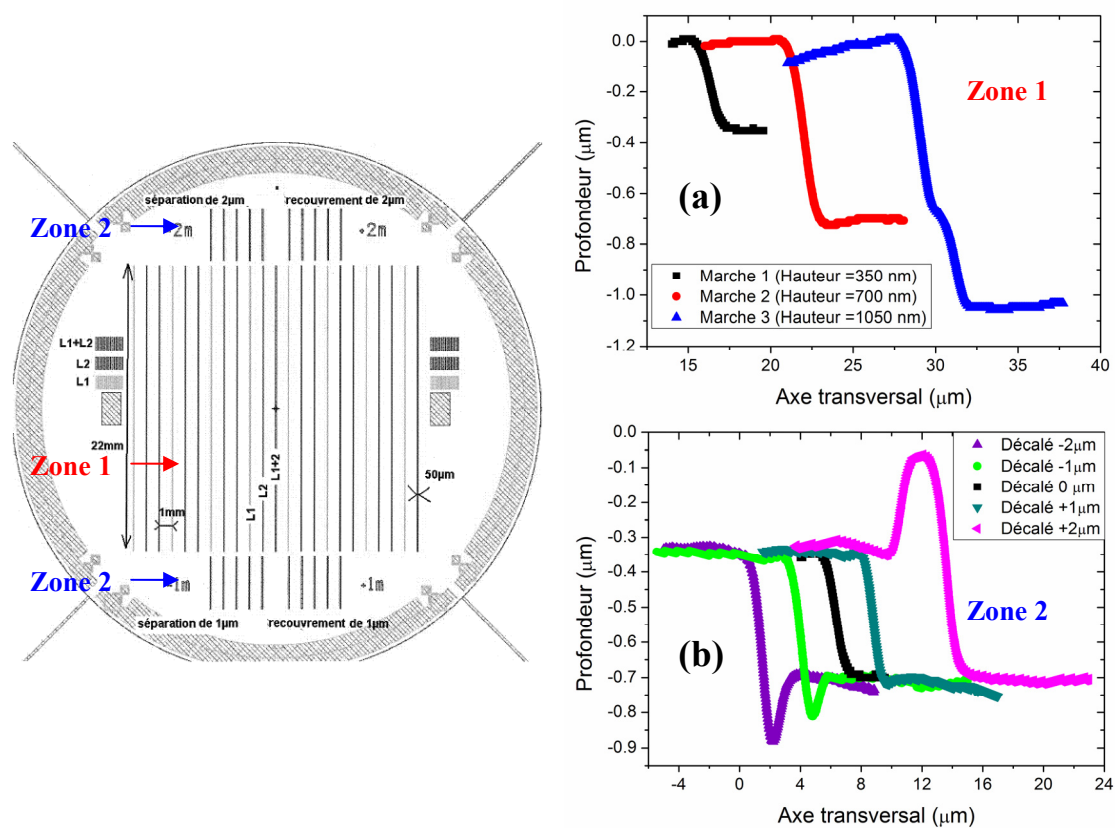 séparation de 2µm
recouvrement de 2µm
Zone 2
-2m
+2m
L1+L2
L2
L1
22mm
Zone 1
1mm
L1
L2
L1+2
50µm
Zone 2
-1m
+1m
séparation de 1µm
recouvrement de 1µm
0.0
-0.2
-0.4
-0.6
-0.8
-1.0
-1.2
Profondeur (µm)
Zone 1
(a)
Marche 1 (Hauteur =350 nm)
Marche 2 (Hauteur =700 nm)
Marche 3 (Hauteur =1050 nm)
15 20 25 30 35 40
Axe transversal (µm)
0.0
-0.1
-0.2
-0.3
-0.4
-0.5
-0.6
-0.7
-0.8
-0.9
Profondeur (µm)
Décalé -2µm
Décalé -1µm
Décalé 0 µm
Décalé +1µm
Décalé +2µm
Zone 2
(b)
-4 0 4 8 12 16 20 24
Axe transversal (µm)